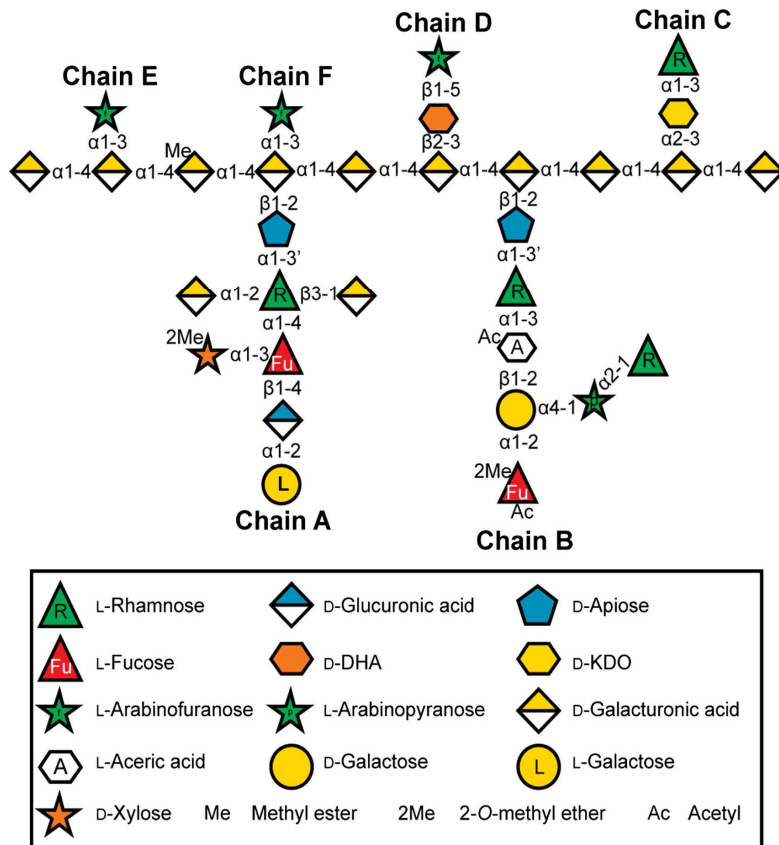 Chain D
Chain C
Chain E
Chain F
f
R
f
f
β1-5
α1-3
α1-3
α1-3
β2-3
α2-3
Me
α1-4 α1-4 α1-4 α1-4 α1-4 α1-4 α1-4 α1-4 α1-4
β1-2
β1-2
α1-3'
α1-3'
α1-2 R β3-1
R
α1-4
α1-3
2Me α1-3 Fu
Ac A
R
β1-4
β1-2
α2-1
α4-1 p
α1-2
α1-2
L
2Me Fu
Ac
Chain A
Chain B
R L-Rhamnose D-Glucuronic acid D-Apiose
Fu L-Fucose D-DHA D-KDO
f L-Arabinofuranose p L-Arabinopyranose D-Galacturonic acid
A L-Aceric acid D-Galactose L L-Galactose
D-Xylose Me Methyl ester 2Me 2-O-methyl ether Ac Acetyl